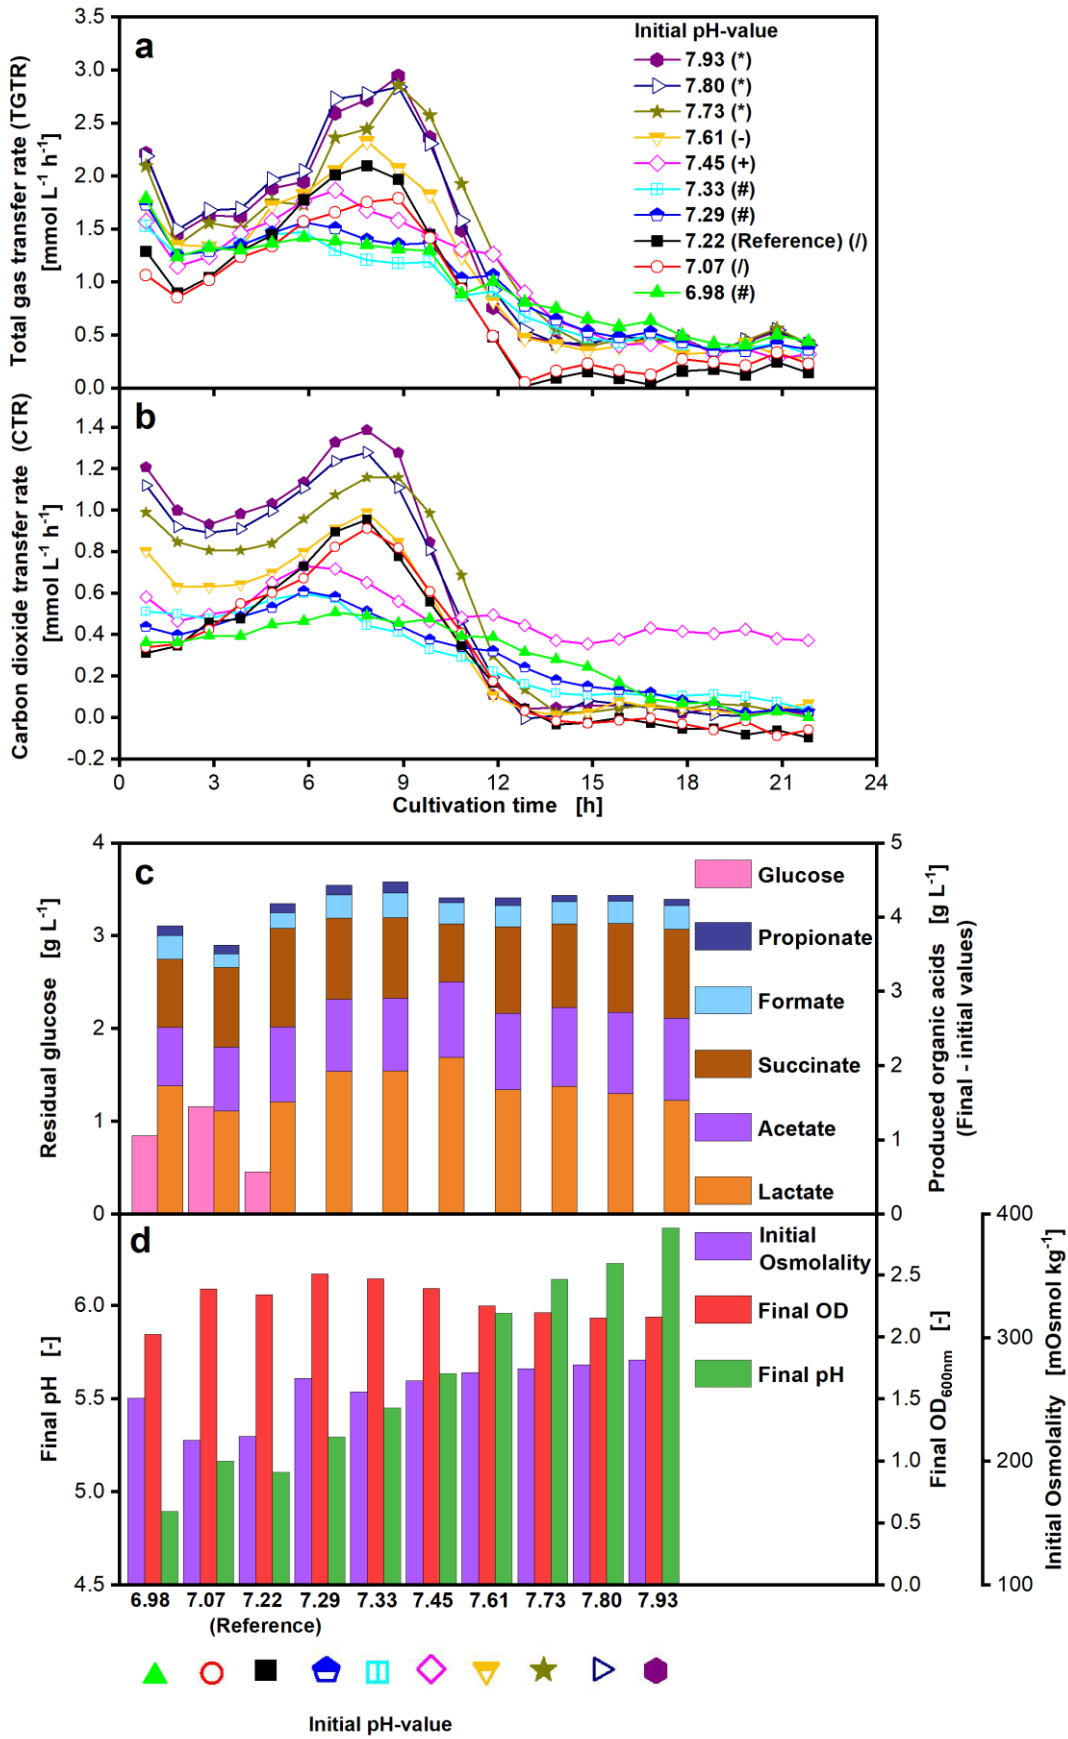 a
Total gas transfer rate (TGTR)
[mmol L⁻¹ h⁻¹]
3.5
3.0
2.5
2.0
1.5
1.0
0.5
0.0
Initial pH-value
7.93 (*)
7.80 (*)
7.73 (*)
7.61 (-)
7.45 (+)
7.33 (#)
7.29 (#)
7.22 (Reference) (/)
7.07 (/)
6.98 (#)
b
Carbon dioxide transfer rate (CTR)
[mmol L⁻¹ h⁻¹]
1.4
1.2
1.0
0.8
0.6
0.4
0.2
0.0
-0.2
0 3 6 9 12 15 18 21 24
Cultivation time [h]
c
Residual glucose [g L⁻¹]
4
3
2
1
0
Glucose
Propionate
Formate
Succinate
Acetate
Lactate
5
4
3
2
1
0
Produced organic acids [g L⁻¹]
(Final - initial values)
d
Final pH [-]
6.0
5.5
5.0
4.5
Initial
Osmolality
Final OD
Final pH
2.5
2.0
1.5
1.0
0.5
0.0
Final OD600nm [-]
400
300
200
100
Initial Osmolality [mOsmol kg⁻¹]
6.98 7.07 7.22 7.29 7.33 7.45 7.61 7.73 7.80 7.93
(Reference)
Initial pH-value